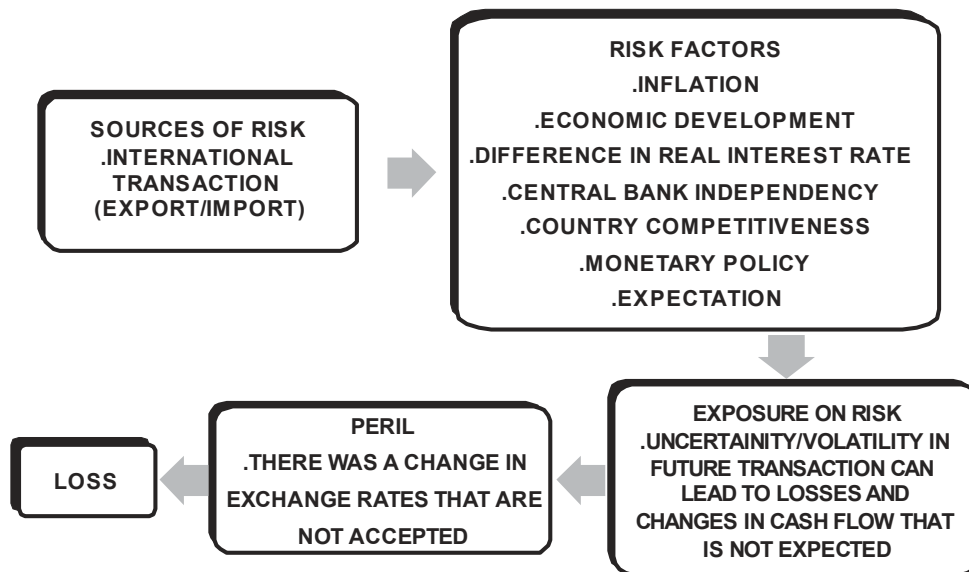 SOURCES OF RISK
.INTERNATIONAL
TRANSACTION
(EXPORT/IMPORT)
RISK FACTORS
.INFLATION
.ECONOMIC DEVELOPMENT
.DIFFERENCE IN REAL INTEREST RATE
.CENTRAL BANK INDEPENDENCY
.COUNTRY COMPETITIVENESS
.MONETARY POLICY
.EXPECTATION
EXPOSURE ON RISK
.UNCERTAINITY/VOLATILITY IN
FUTURE TRANSACTION CAN
LEAD TO LOSSES AND
CHANGES IN CASH FLOW THAT
IS NOT EXPECTED
PERIL
.THERE WAS A CHANGE IN
EXCHANGE RATES THAT ARE
NOT ACCEPTED
LOSS